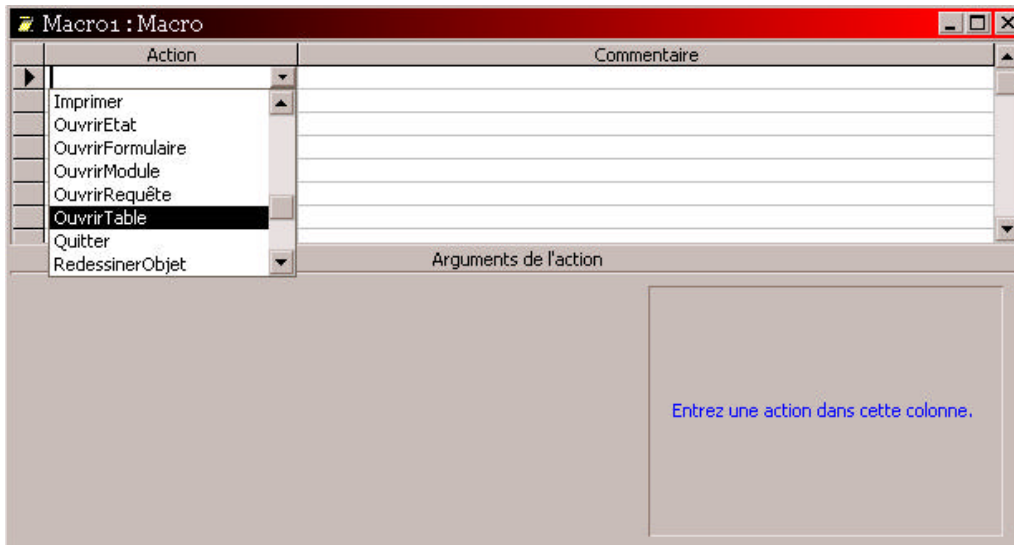 Macro1 : Macro
Action Commentaire
Imprimer
OuvrirEtat
OuvrirFormulaire
OuvrirModule
OuvrirRequête
OuvrirTable
Quitter
RedessinerObjet
Arguments de l'action
Entrez une action dans cette colonne.